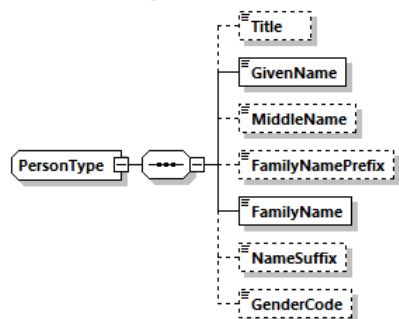 Title
GivenName
MiddleName
PersonType
FamilyNamePrefix
FamilyName
NameSuffix
GenderCode